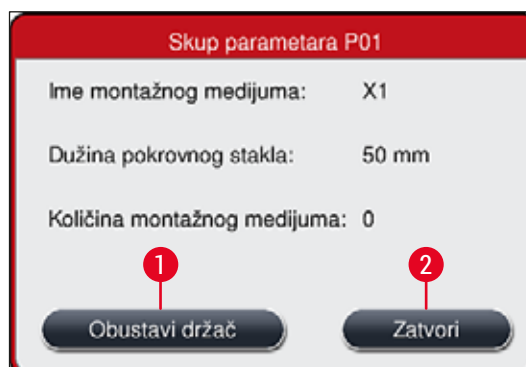 Skup parametara P01
Ime montažnog medijuma: X1
Dužina pokrovnog stakla: 50 mm
Količina montažnog medijuma: 0
1 2
Obustavi držač Zatvori